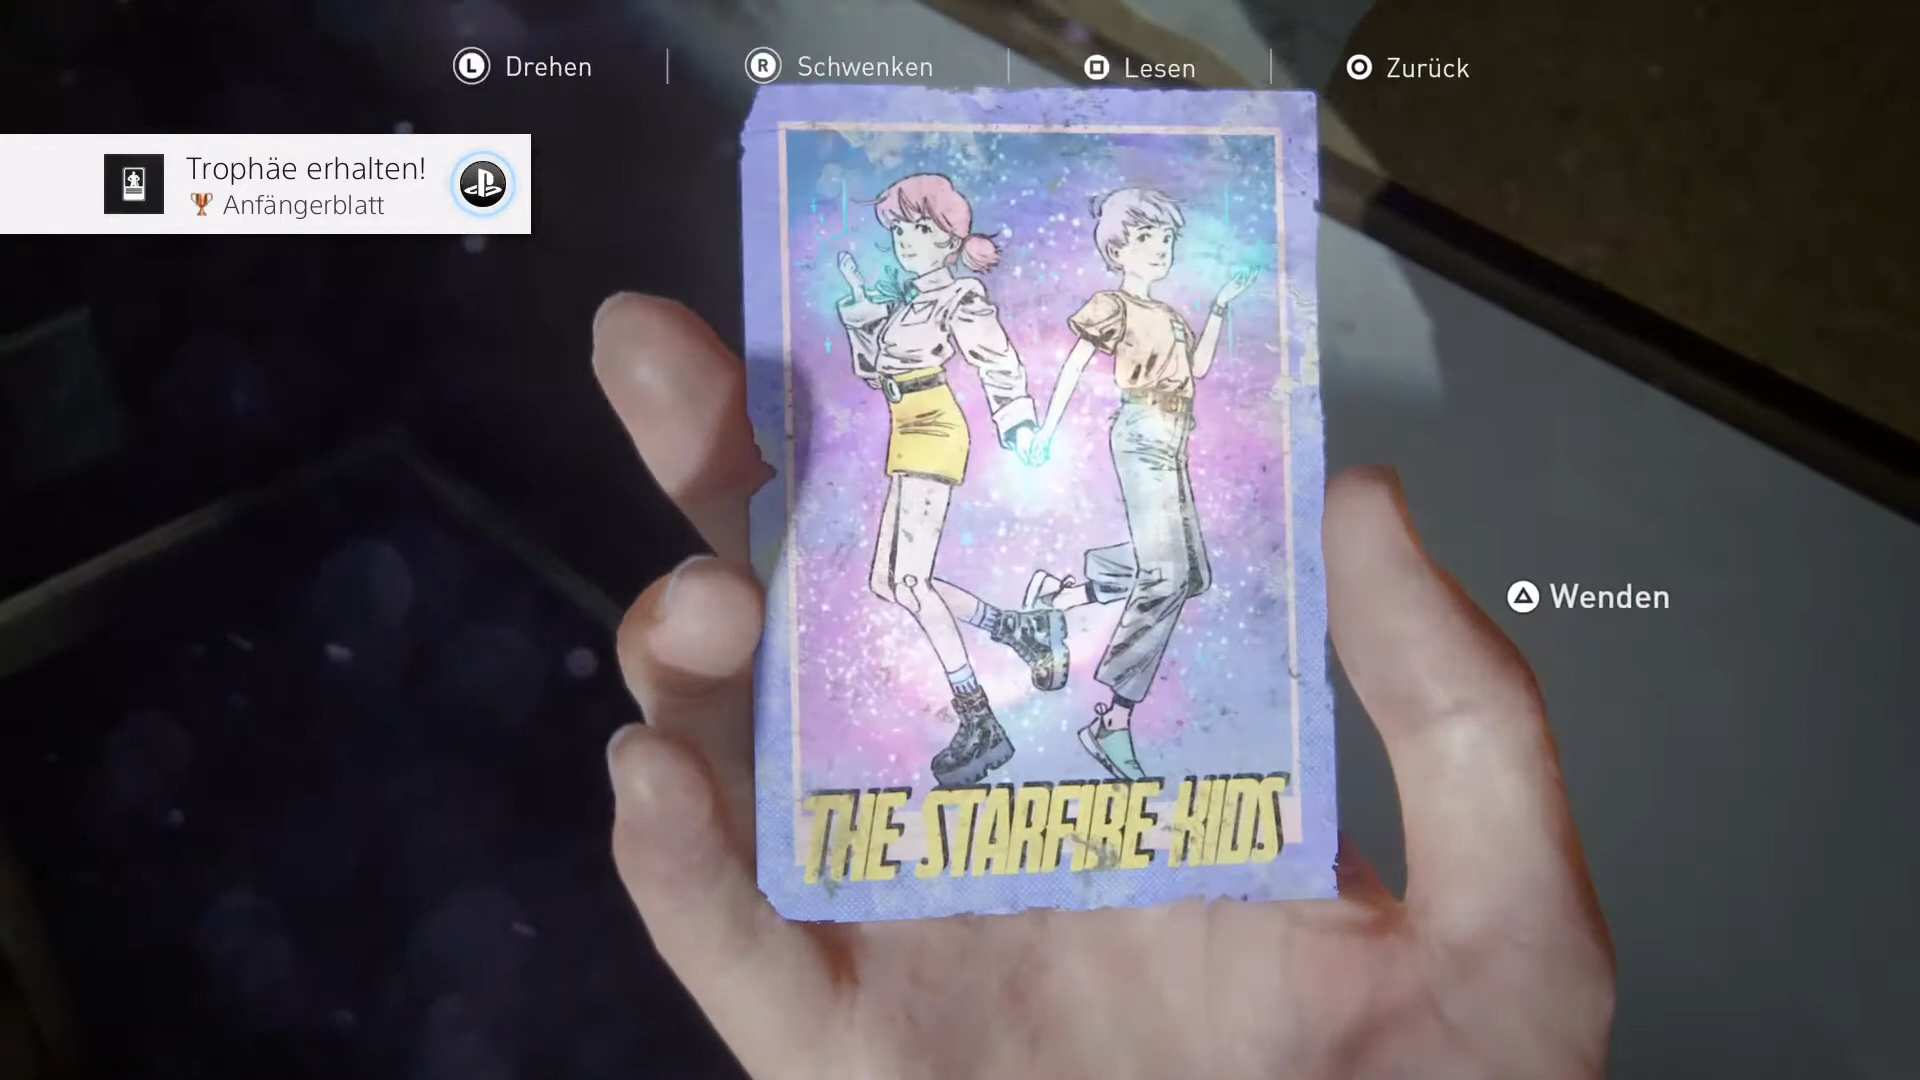 L Drehen
R Schwenken
Lesen
Zurück
Trophäe erhalten!
Anfängerblatt
Wenden
THE STARFIRE KIDS